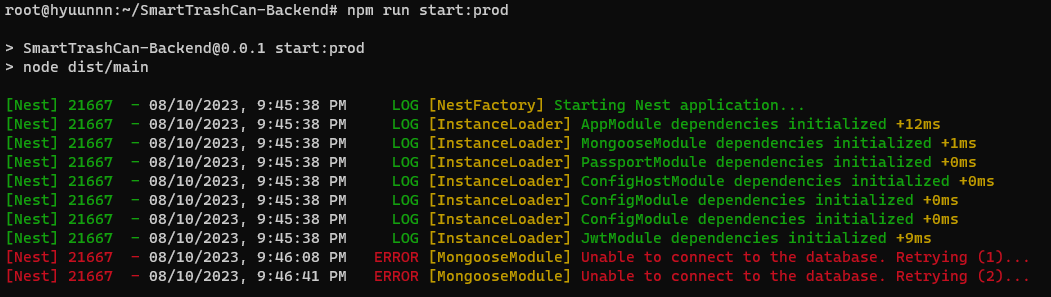 root@hyuunnn:~/SmartTrashCan-Backend# npm run start:prod
> SmartTrashCan-Backend@0.0.1 start:prod
> node dist/main
[Nest] 21667  - 08/10/2023, 9:45:38 PM     LOG [NestFactory] Starting Nest application...
[Nest] 21667  - 08/10/2023, 9:45:38 PM     LOG [InstanceLoader] AppModule dependencies initialized +12ms
[Nest] 21667  - 08/10/2023, 9:45:38 PM     LOG [InstanceLoader] MongooseModule dependencies initialized +1ms
[Nest] 21667  - 08/10/2023, 9:45:38 PM     LOG [InstanceLoader] PassportModule dependencies initialized +0ms
[Nest] 21667  - 08/10/2023, 9:45:38 PM     LOG [InstanceLoader] ConfigHostModule dependencies initialized +0ms
[Nest] 21667  - 08/10/2023, 9:45:38 PM     LOG [InstanceLoader] ConfigModule dependencies initialized +0ms
[Nest] 21667  - 08/10/2023, 9:45:38 PM     LOG [InstanceLoader] ConfigModule dependencies initialized +0ms
[Nest] 21667  - 08/10/2023, 9:45:38 PM     LOG [InstanceLoader] JwtModule dependencies initialized +9ms
[Nest] 21667  - 08/10/2023, 9:46:08 PM   ERROR [MongooseModule] Unable to connect to the database. Retrying (1)...
[Nest] 21667  - 08/10/2023, 9:46:41 PM   ERROR [MongooseModule] Unable to connect to the database. Retrying (2)...